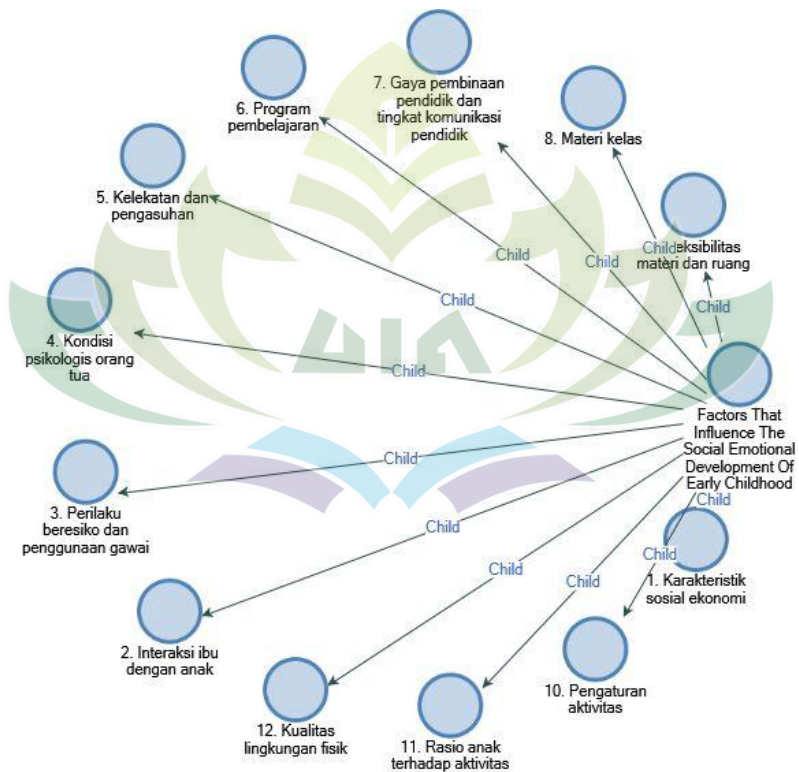 7. Gaya pembinaan
pendidik dan
tingkat komunikasi
pendidik
6. Program
pembelajaran
8. Materi kelas
5. Kelekatan dan
pengasuhan
Child
materi dan ruang
Child
Child
Child
Child
4. Kondisi
psikologis orang
tua
Child
Factors That
Influence The
Social Emotional
Development Of
Early Childhood
Child
3. Perilaku
beresiko dan
penggunaan gawai
Child
Child
Child
Child
Child
1. Karakteristik
sosial ekonomi
2. Interaksi ibu
dengan anak
10. Pengaturan
aktivitas
12. Kualitas
lingkungan fisik
11. Rasio anak
terhadap aktivitas